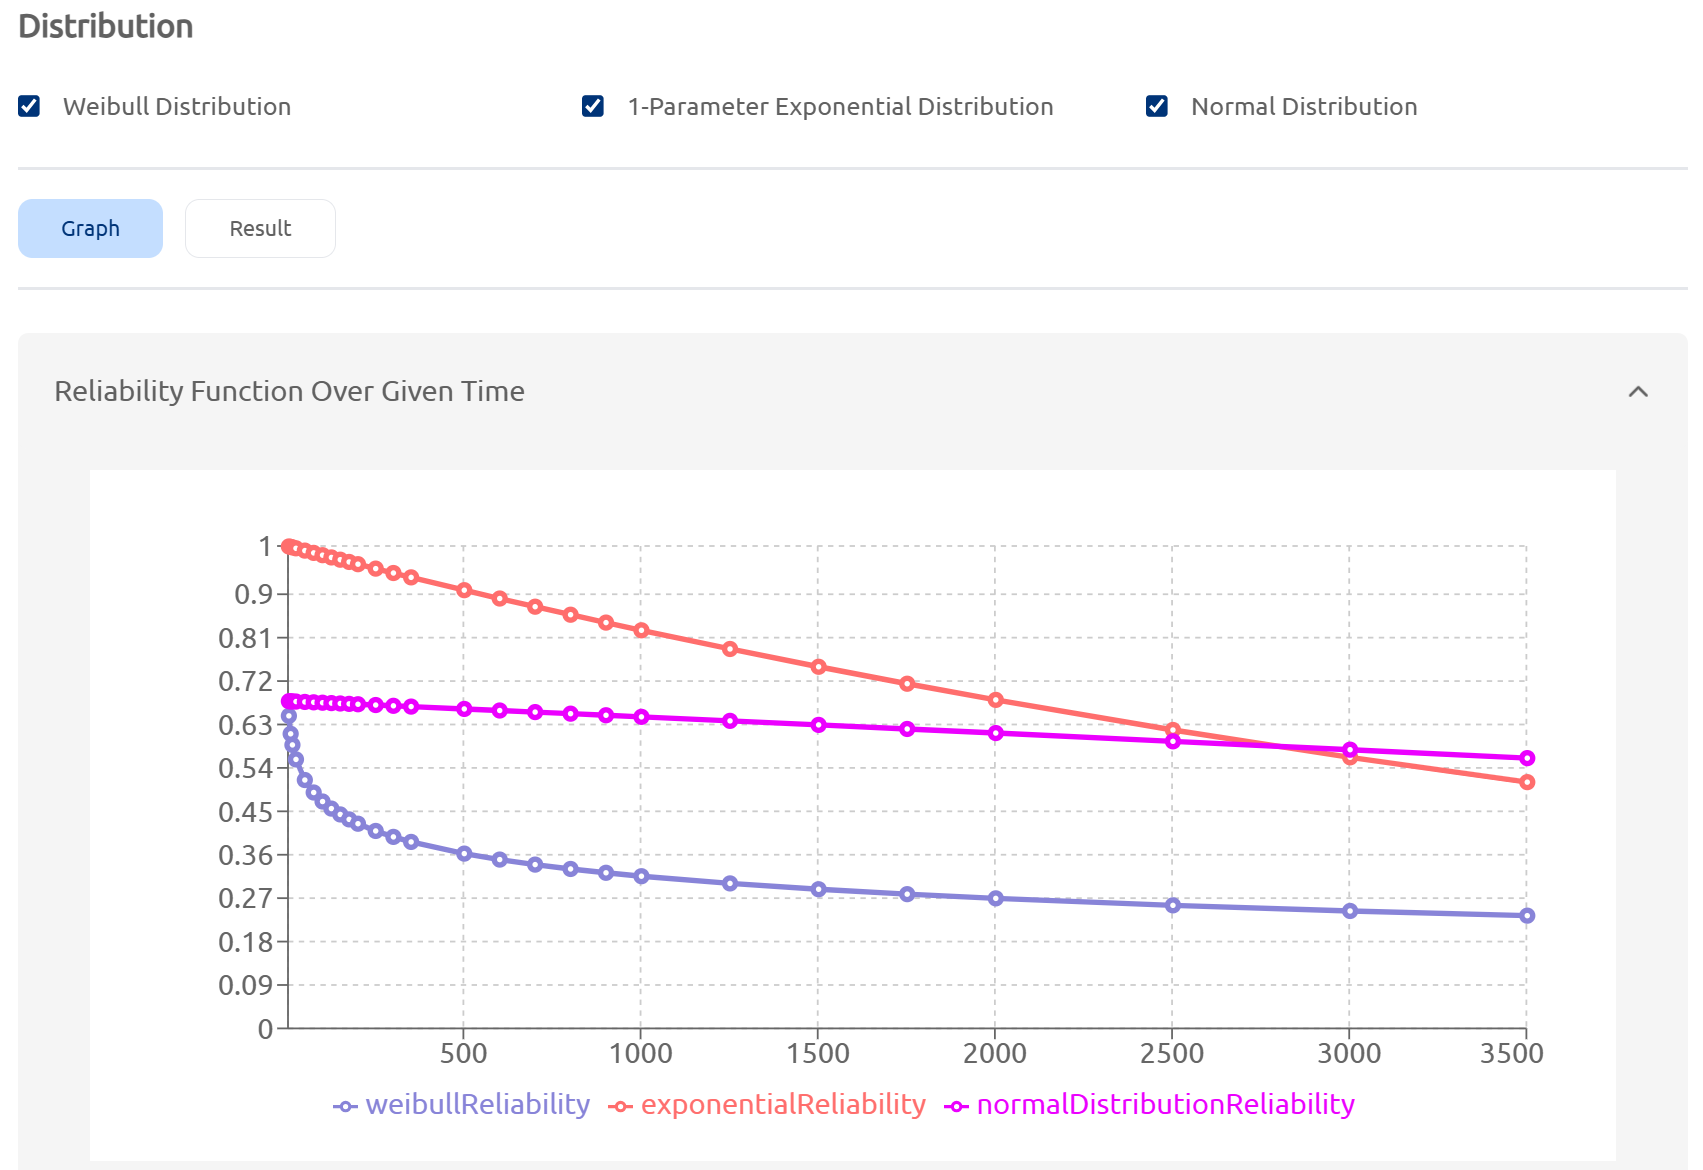 Distribution
Weibull Distribution 1-Parameter Exponential Distribution Normal Distribution
Graph Result
Reliability Function Over Given Time
1
0.9
0.81
0.72
0.63
0.54
0.45
0.36
0.27
0.18
0.09
0
500 1000 1500 2000 2500 3000 3500
weibullReliability exponentialReliability normalDistributionReliability